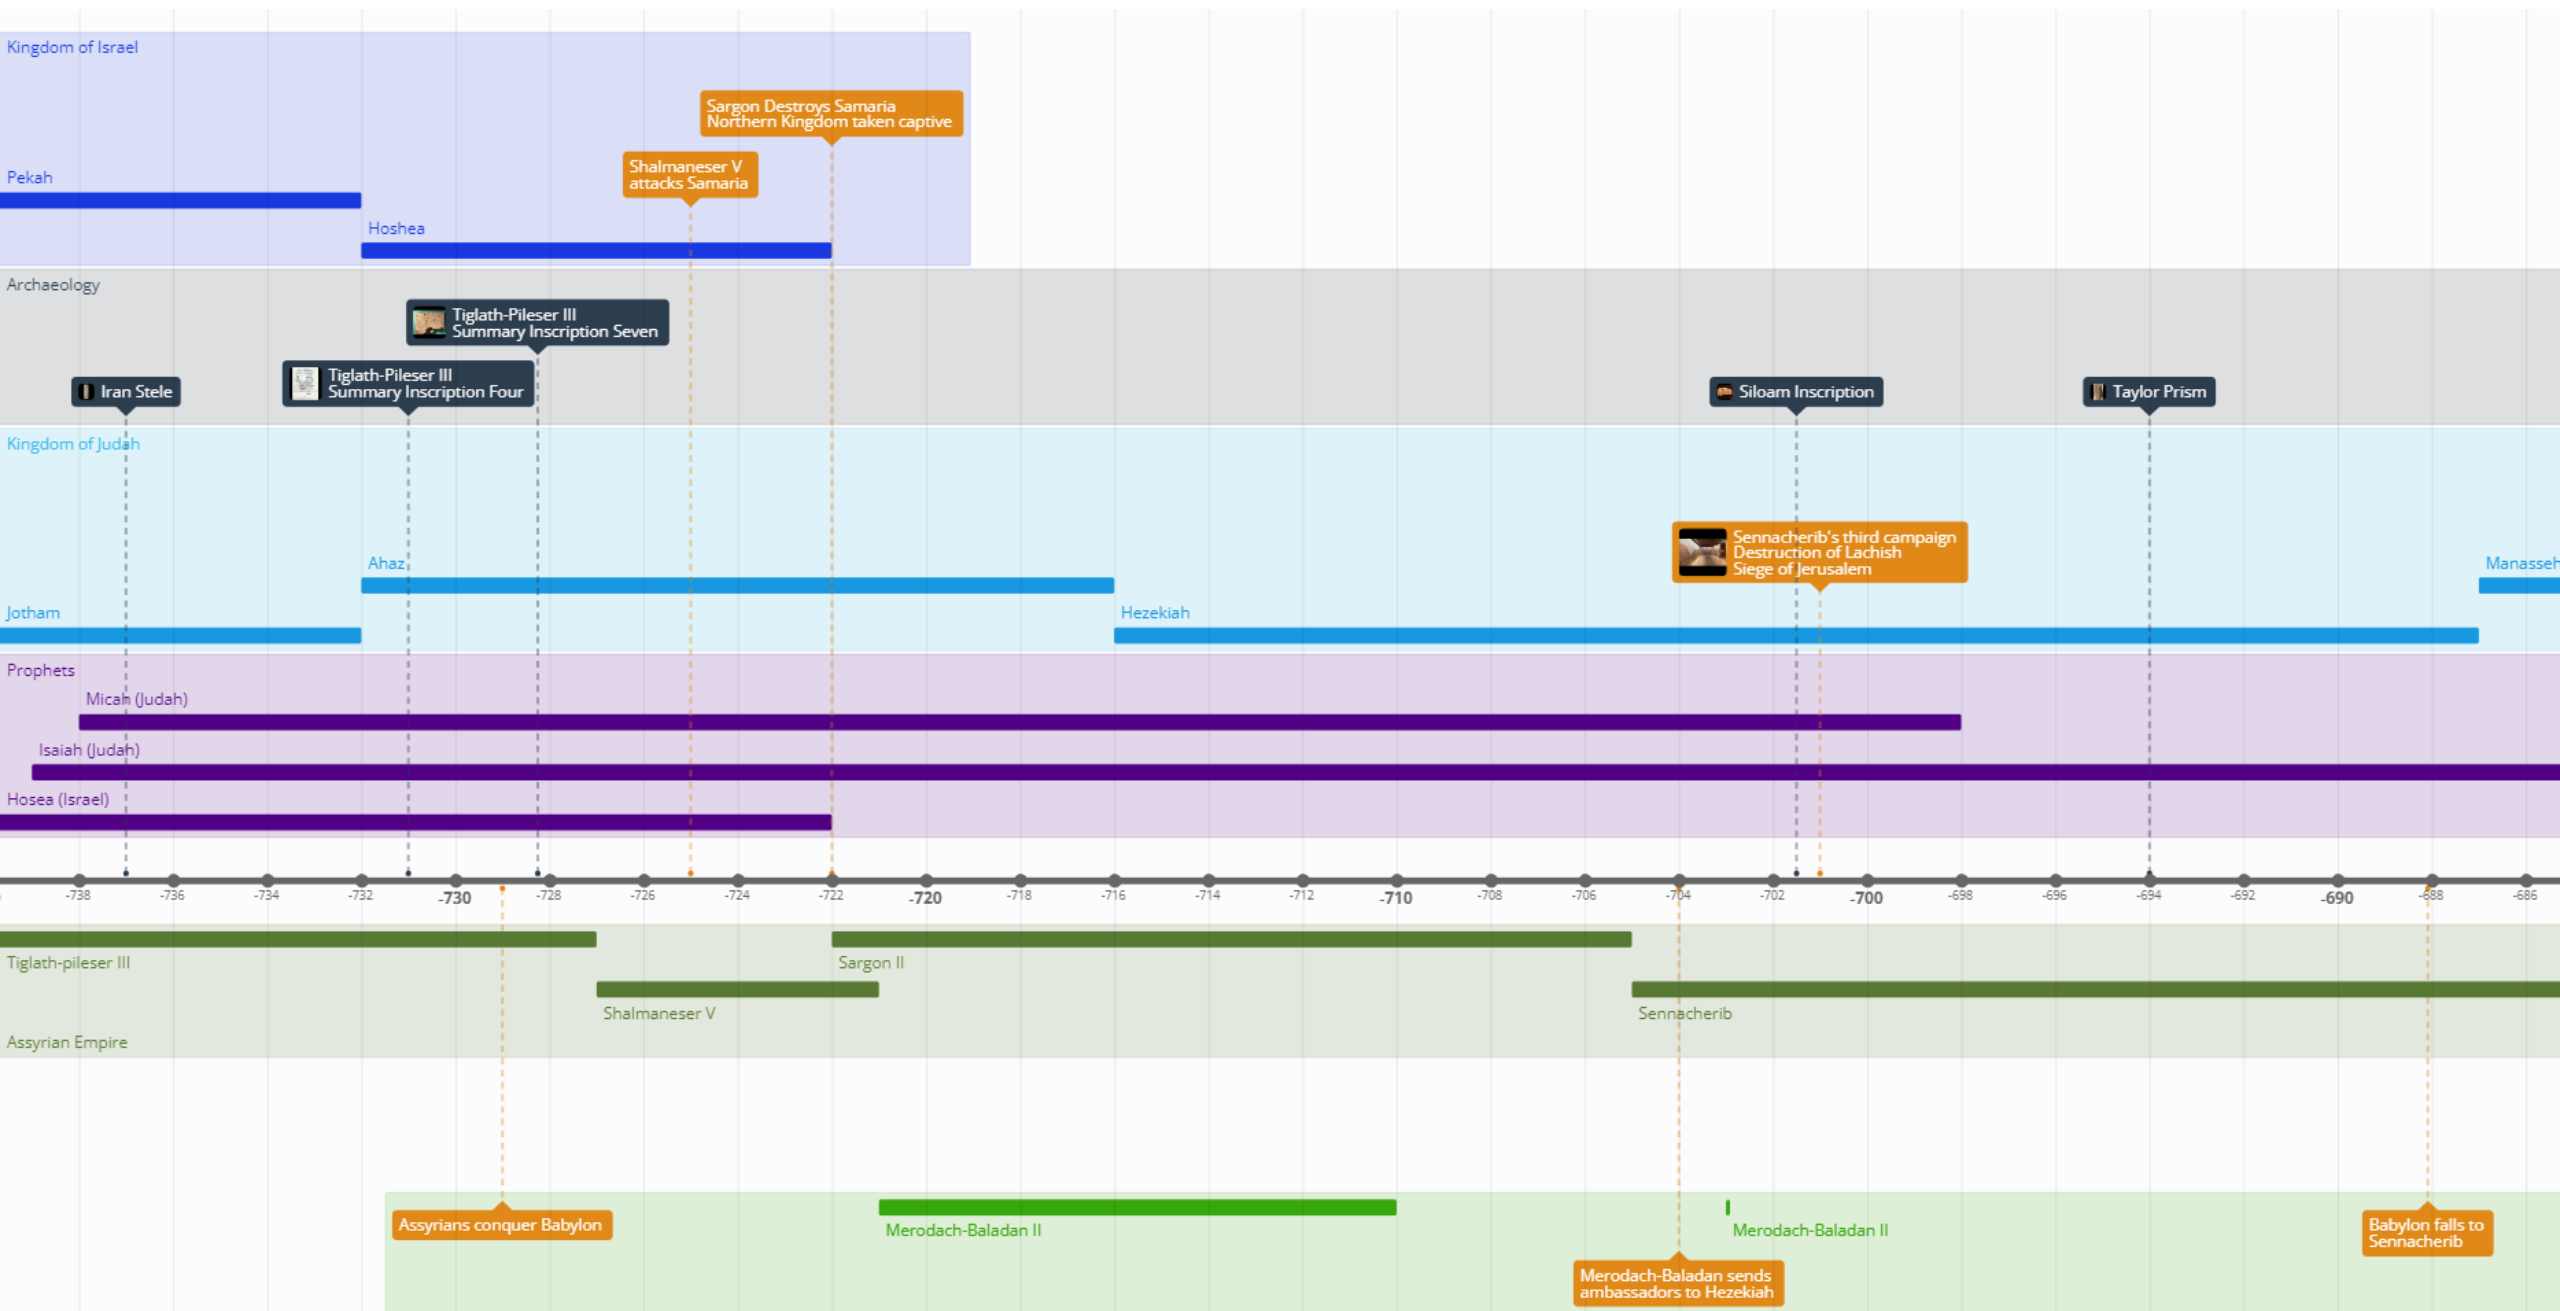 Kingdom of Israel
Sargon Destroys Samaria
Northern Kingdom taken captive
Shalmaneser V
attacks Samaria
Pekah
Hoshea
Archaeology
Tiglath-Pileser III
Summary Inscription Seven
Tiglath-Pileser III
Summary Inscription Four
Iran Stele
Siloam Inscription
Taylor Prism
Kingdom of Judah
Sennacherib's third campaign
Destruction of Lachish
Siege of Jerusalem
Ahaz
Manasseh
Jotham
Hezekiah
Prophets
Micah (Judah)
Isaiah (Judah)
Hosea (Israel)
-738 -736 -734 -732 -730 -728 -726 -724 -722 -720 -718 -716 -714 -712 -710 -708 -706 -704 -702 -700 -698 -696 -694 -692 -690 -688 -686
Tiglath-pileser III
Sargon II
Shalmaneser V
Sennacherib
Assyrian Empire
Assyrians conquer Babylon
Merodach-Baladan II
Merodach-Baladan II
Babylon falls to
Sennacherib
Merodach-Baladan sends
ambassadors to Hezekiah